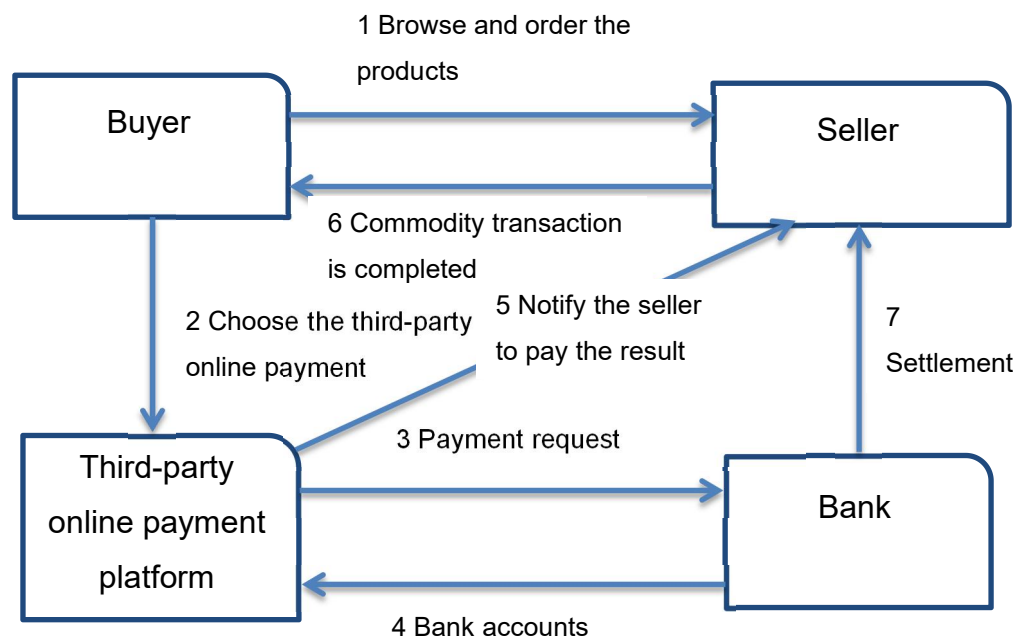 1 Browse and order the
products
Buyer
Seller
6 Commodity transaction
is completed
2 Choose the third-party
online payment
5 Notify the seller
to pay the result
7
Settlement
3 Payment request
Third-party
online payment
platform
Bank
4 Bank accounts